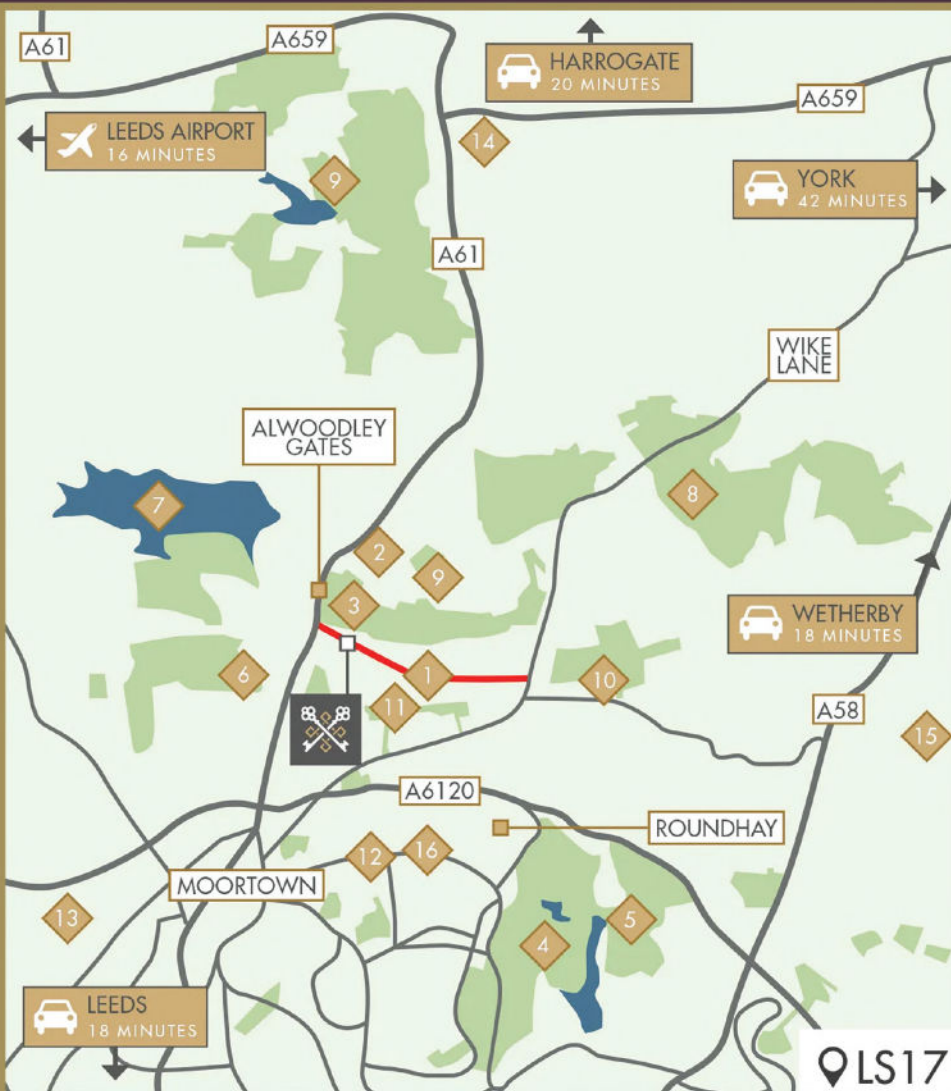 A61
A659
HARROGATE
20 MINUTES
A659
LEEDS AIRPORT
16 MINUTES
14
9
YORK
42 MINUTES
A61
WIKE
LANE
ALWOODLEY
GATES
7
8
2
9
3
WETHERBY
18 MINUTES
6
1
10
11
A58
15
A6120
ROUNDHAY
12
16
MOORTOWN
13
5
4
LEEDS
18 MINUTES
LS17